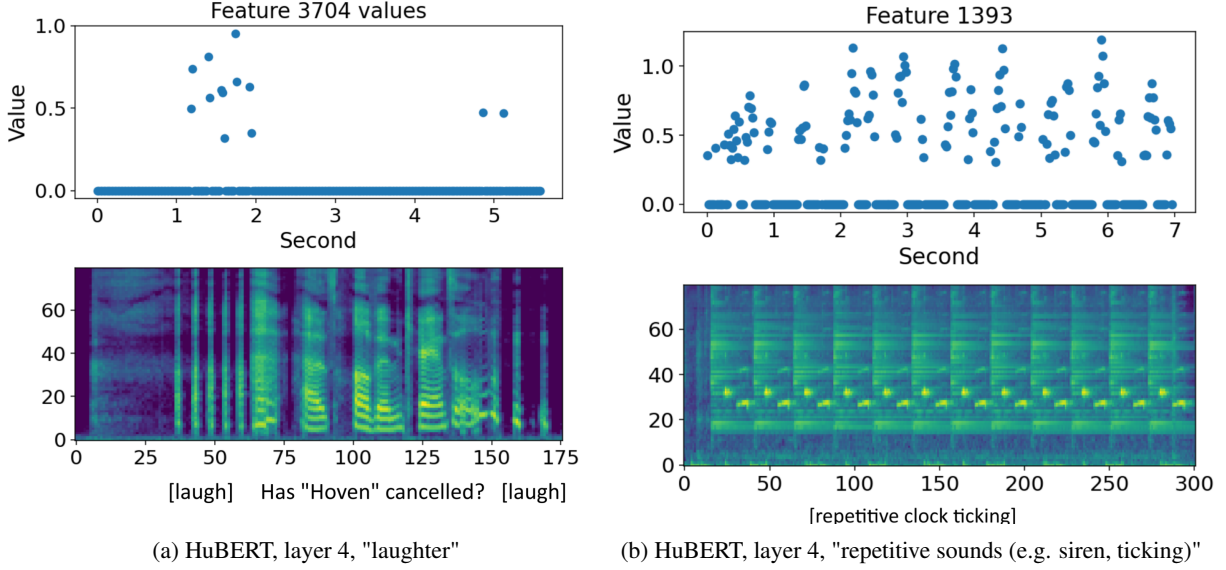 Feature 3704 values
1.0
0.5
0.0
Value
0 1 2 3 4 5
Second
60
40
20
0
0 25 50 75 100 125 150 175
[laugh] Has "Hoven" cancelled? [laugh]
(a) HuBERT, layer 4, "laughter"
Feature 1393
1.0
0.5
0.0
Value
0 1 2 3 4 5 6 7
Second
60
40
20
0
0 50 100 150 200 250 300
[repetitive clock ticking]
(b) HuBERT, layer 4, "repetitive sounds (e.g. siren, ticking)"